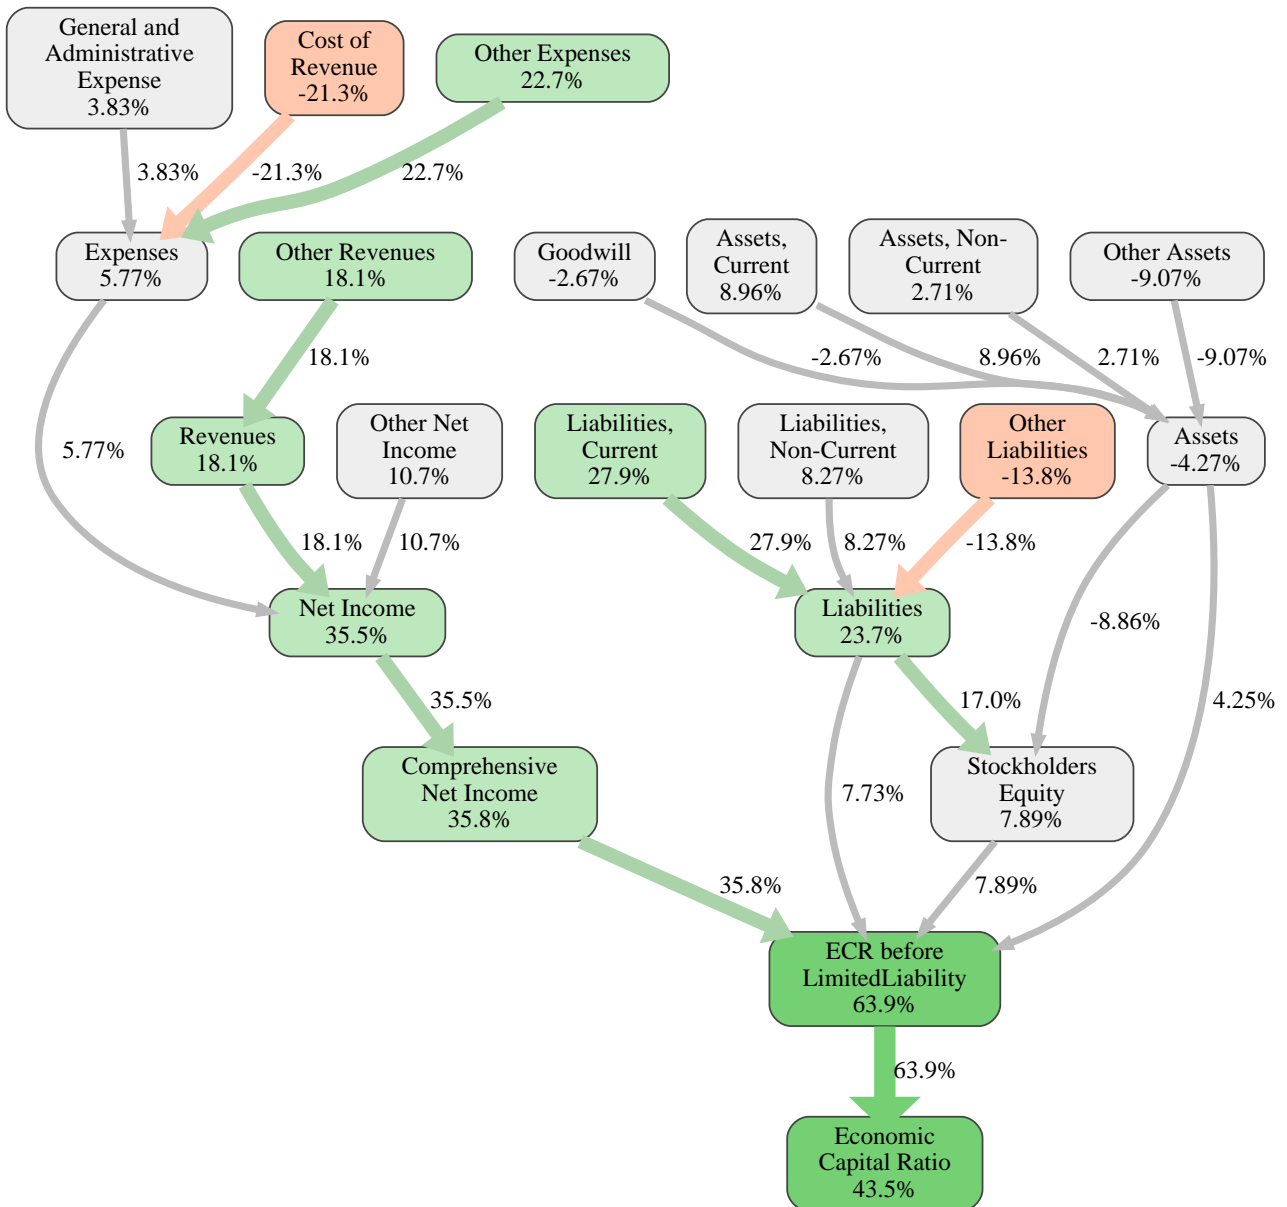 General and
Administrative
Expense
3.83%
Cost of
Revenue
-21.3%
Other Expenses
22.7%
3.83%
-21.3%
22.7%
Expenses
5.77%
Other Revenues
18.1%
Goodwill
-2.67%
Assets,
Current
8.96%
Assets, Non-
Current
2.71%
Other Assets
-9.07%
18.1%
-2.67%
8.96%
2.71%
-9.07%
5.77%
Revenues
18.1%
Other Net
Income
10.7%
Liabilities,
Current
27.9%
Liabilities,
Non-Current
8.27%
Other
Liabilities
-13.8%
Assets
-4.27%
18.1%
10.7%
27.9%
8.27%
-13.8%
Net Income
35.5%
Liabilities
23.7%
-8.86%
35.5%
17.0%
4.25%
Comprehensive
Net Income
35.8%
7.73%
Stockholders
Equity
7.89%
35.8%
7.89%
ECR before
LimitedLiability
63.9%
63.9%
Economic
Capital Ratio
43.5%